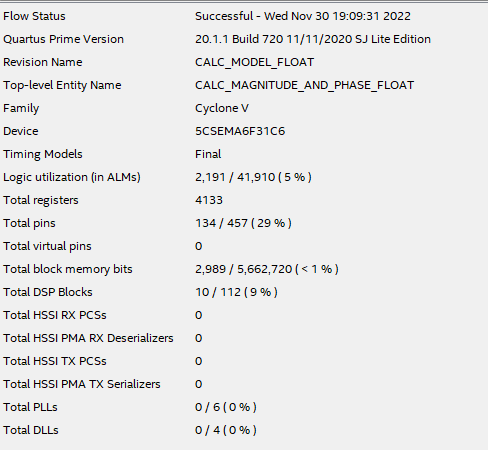 Flow Status Successful - Wed Nov 30 19:09:31 2022
Quartus Prime Version 20.1.1 Build 720 11/11/2020 SJ Lite Edition
Revision Name CALC_MODEL_FLOAT
Top-level Entity Name CALC_MAGNITUDE_AND_PHASE_FLOAT
Family Cyclone V
Device 5CSEMA6F31C6
Timing Models Final
Logic utilization (in ALMs) 2,191 / 41,910 ( 5 % )
Total registers 4133
Total pins 134 / 457 ( 29 % )
Total virtual pins 0
Total block memory bits 2,989 / 5,662,720 ( < 1 % )
Total DSP Blocks 10 / 112 ( 9 % )
Total HSSI RX PCSs 0
Total HSSI PMA RX Deserializers 0
Total HSSI TX PCSs 0
Total HSSI PMA TX Serializers 0
Total PLLs 0 / 6 ( 0 % )
Total DLLs 0 / 4 ( 0 % )